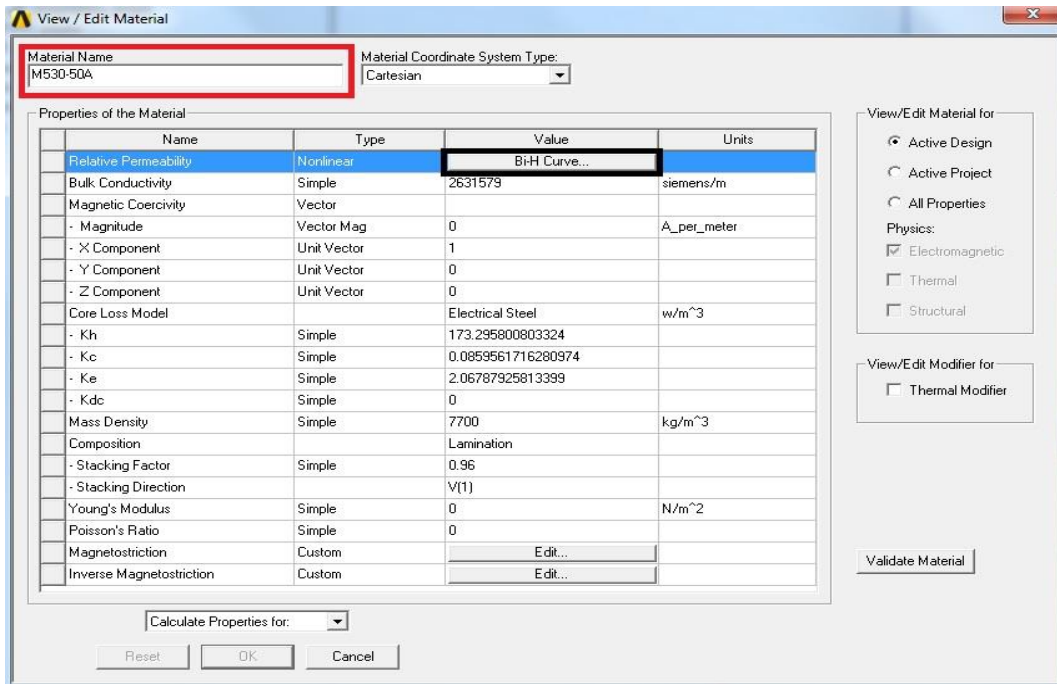 View / Edit Material
Material Name
Material Coordinate System Type:
M530-50A
Cartesian
Properties of the Material
View/Edit Material for
Name Type Value Units
Active Design
Relative Permeability Nonlinear Bi-H Curve...
Bulk Conductivity Simple 2631579 siemens/m
Active Project
Magnetic Coercivity Vector
All Properties
- Magnitude Vector Mag 0 A_per_meter
Physics:
- X Component Unit Vector 1
Electromagnetic
- Y Component Unit Vector 0
Thermal
- Z Component Unit Vector 0
Core Loss Model Electrical Steel w/m^3
Structural
- Kh Simple 173.295800803324
- Kc Simple 0.0859561716280974
View/Edit Modifier for
- Ke Simple 2.06787925813399
Thermal Modifier
- Kdc Simple 0
Mass Density Simple 7700 kg/m^3
Composition Lamination
- Stacking Factor Simple 0.96
- Stacking Direction V(1)
Young's Modulus Simple 0 N/m^2
Poisson's Ratio Simple 0
Magnetostriction Custom Edit...
Validate Material
Inverse Magnetostriction Custom Edit...
Calculate Properties for:
Reset OK Cancel